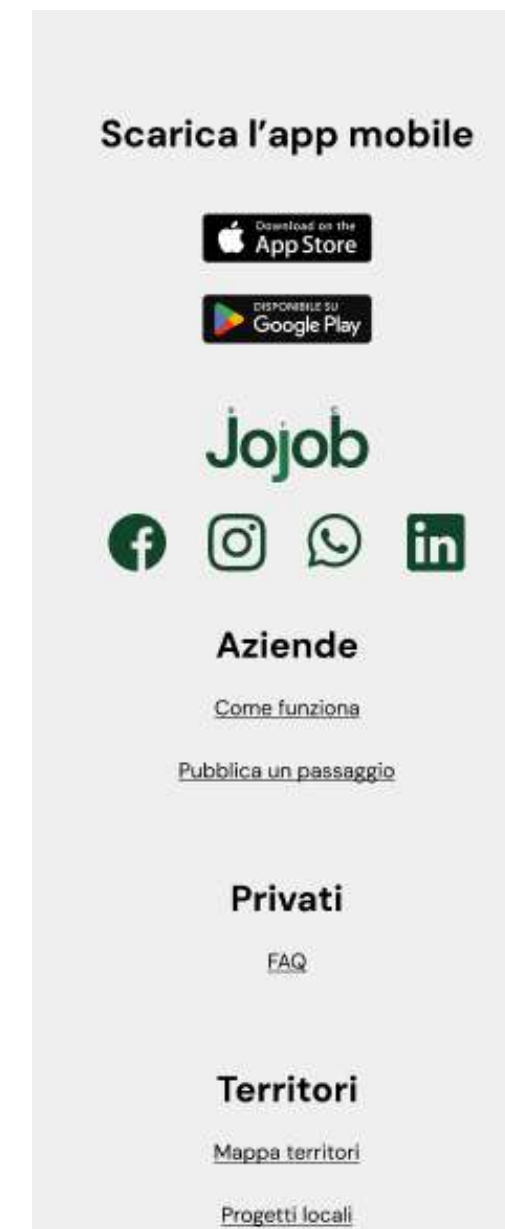 Scarica l’app mobile
Download on the
App Store
DISPONIBILE SU
Google Play
Jojob
Aziende
Come funziona
Pubblica un passaggio
Privati
FAQ
Territori
Mappa territori
Progetti locali